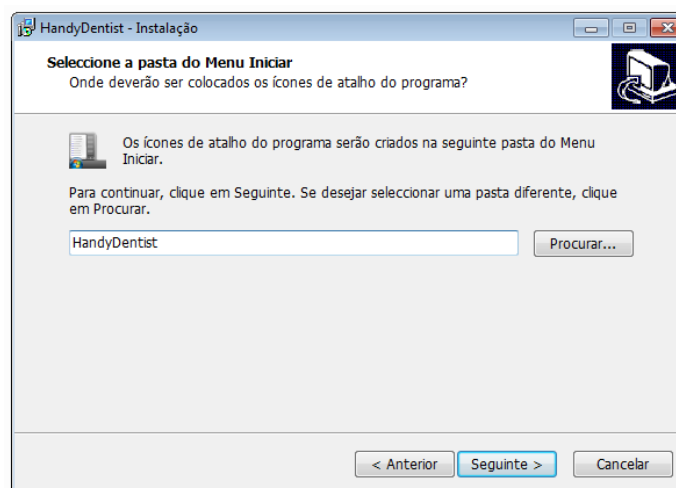 HandyDentist - Instalação
Seleccione a pasta do Menu Iniciar
Onde deverão ser colocados os ícones de atalho do programa?
Os ícones de atalho do programa serão criados na seguinte pasta do Menu
Iniciar.
Para continuar, clique em Seguinte. Se desejar seleccionar uma pasta diferente, clique
em Procurar.
HandyDentist
Procurar...
< Anterior
Seguinte >
Cancelar